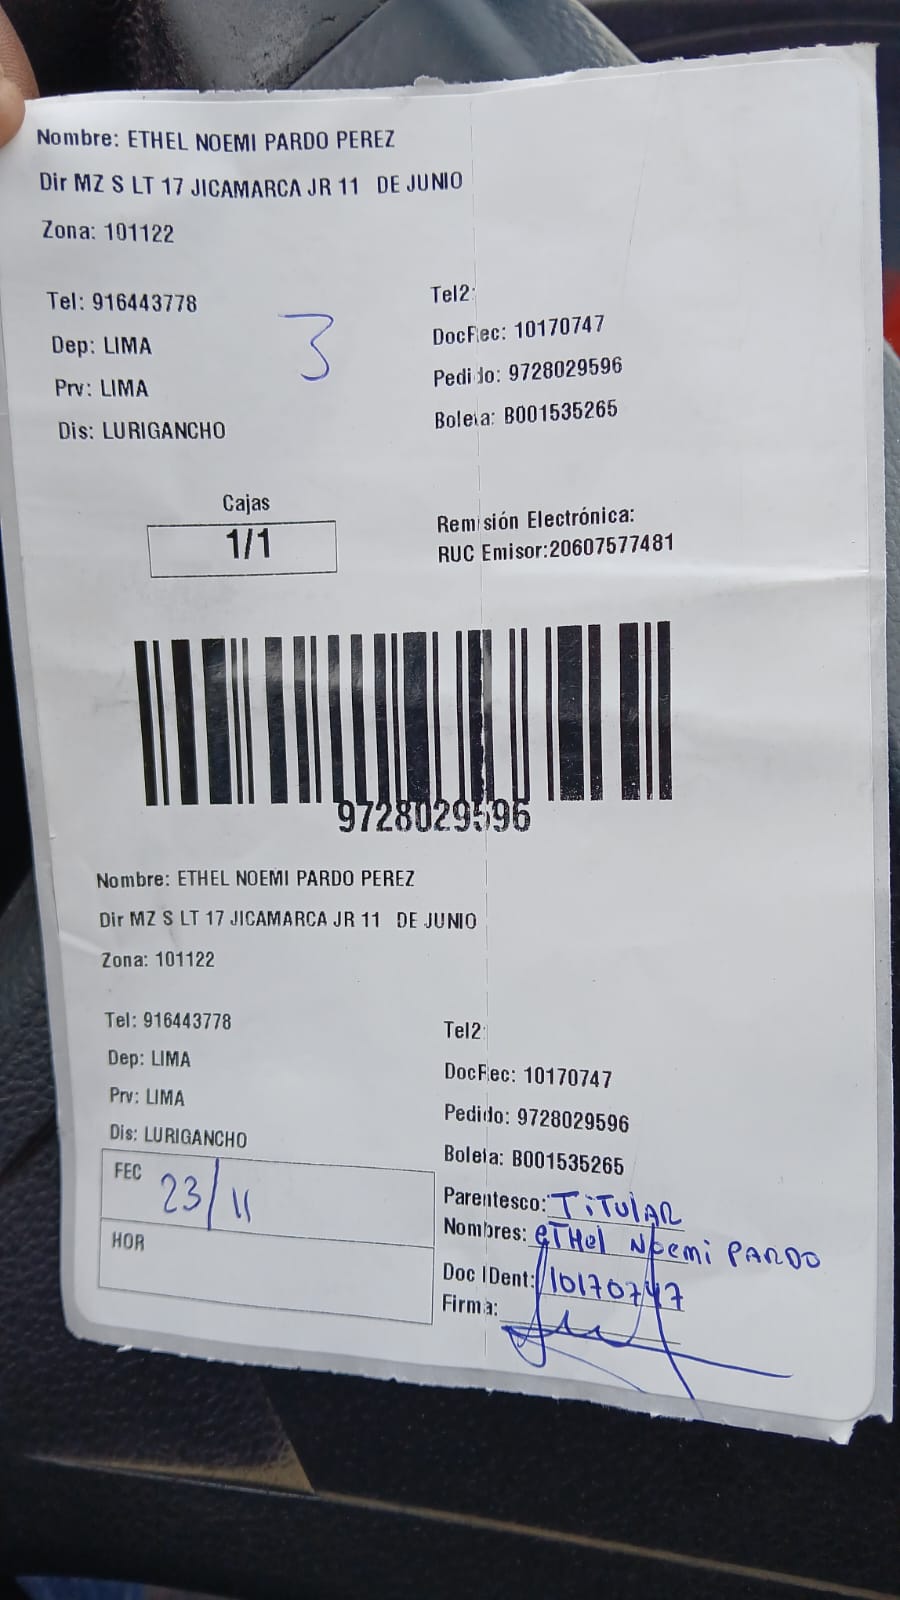 Nombre: ETHEL NOEMI PARDO PEREZ
Dir MZ S LT 17 JICAMARCA JR 11 DE JUNIO
Zona: 101122
Tel: 916443778
Dep: LIMA
Prv: LIMA
Dis: LURIGANCHO
3
Tel2:
DocRec: 10170747
Pedido: 9728029596
Boleta: B001535265
Cajas
1/1
Remisión Electrónica:
RUC Emisor:20607577481
9728029596
Nombre: ETHEL NOEMI PARDO PEREZ
Dir MZ S LT 17 JICAMARCA JR 11 DE JUNIO
Zona: 101122
Tel: 916443778
Dep: LIMA
Prv: LIMA
Dis: LURIGANCHO
FEC 23/11
HOR
Tel2:
DocRec: 10170747
Pedido: 9728029596
Boleta: B001535265
Parentesco: TiTulAR
Nombres: eTHel Noemi PARDO
Doc IDent: 10170747
Firma: